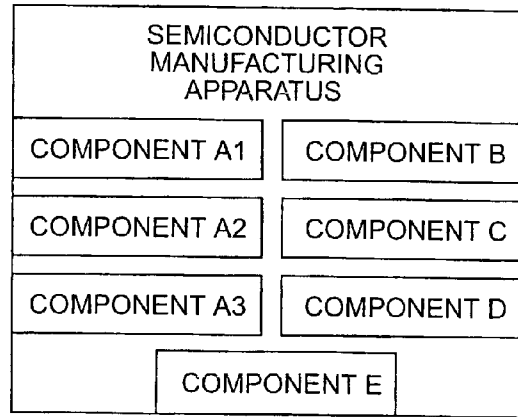 SEMICONDUCTOR
MANUFACTURING
APPARATUS
COMPONENT A1
COMPONENT B
COMPONENT A2
COMPONENT C
COMPONENT A3
COMPONENT D
COMPONENT E